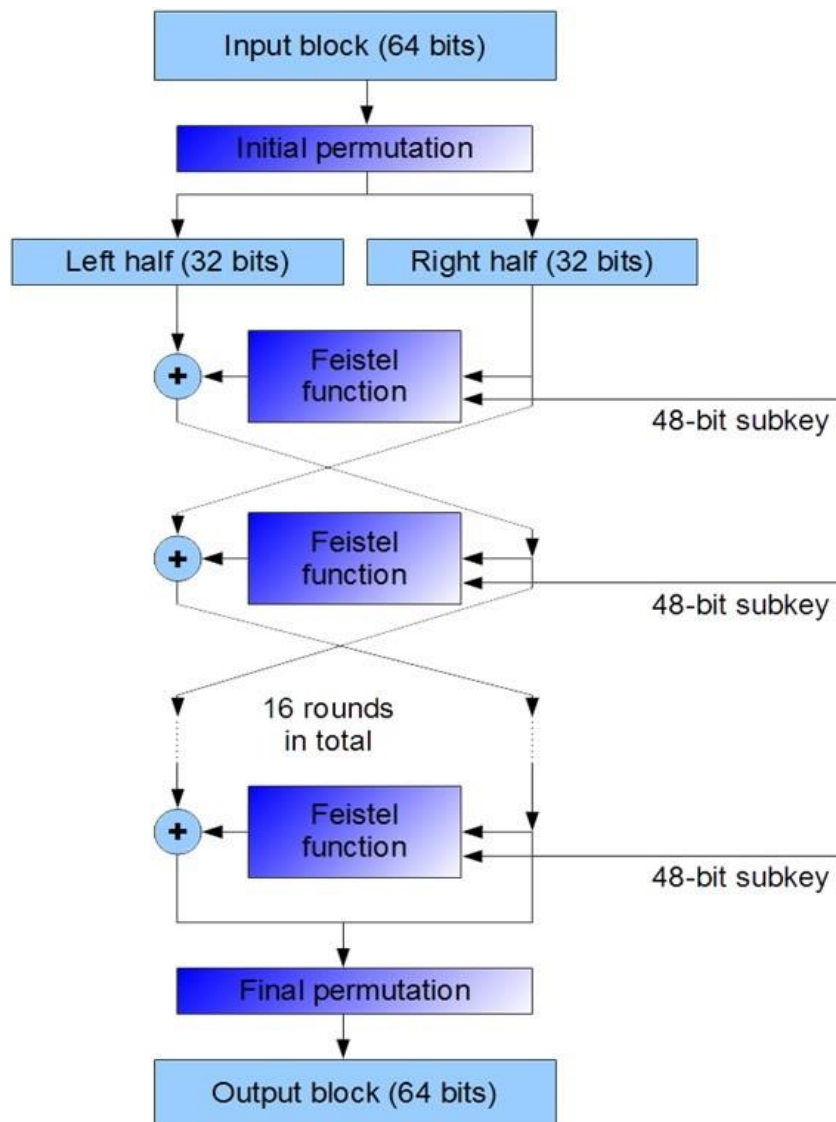 Input block (64 bits)
Initial permutation
Left half (32 bits)
Right half (32 bits)
Feistel
function
+
48-bit subkey
Feistel
function
+
48-bit subkey
16 rounds
in total
Feistel
function
+
48-bit subkey
Final permutation
Output block (64 bits)